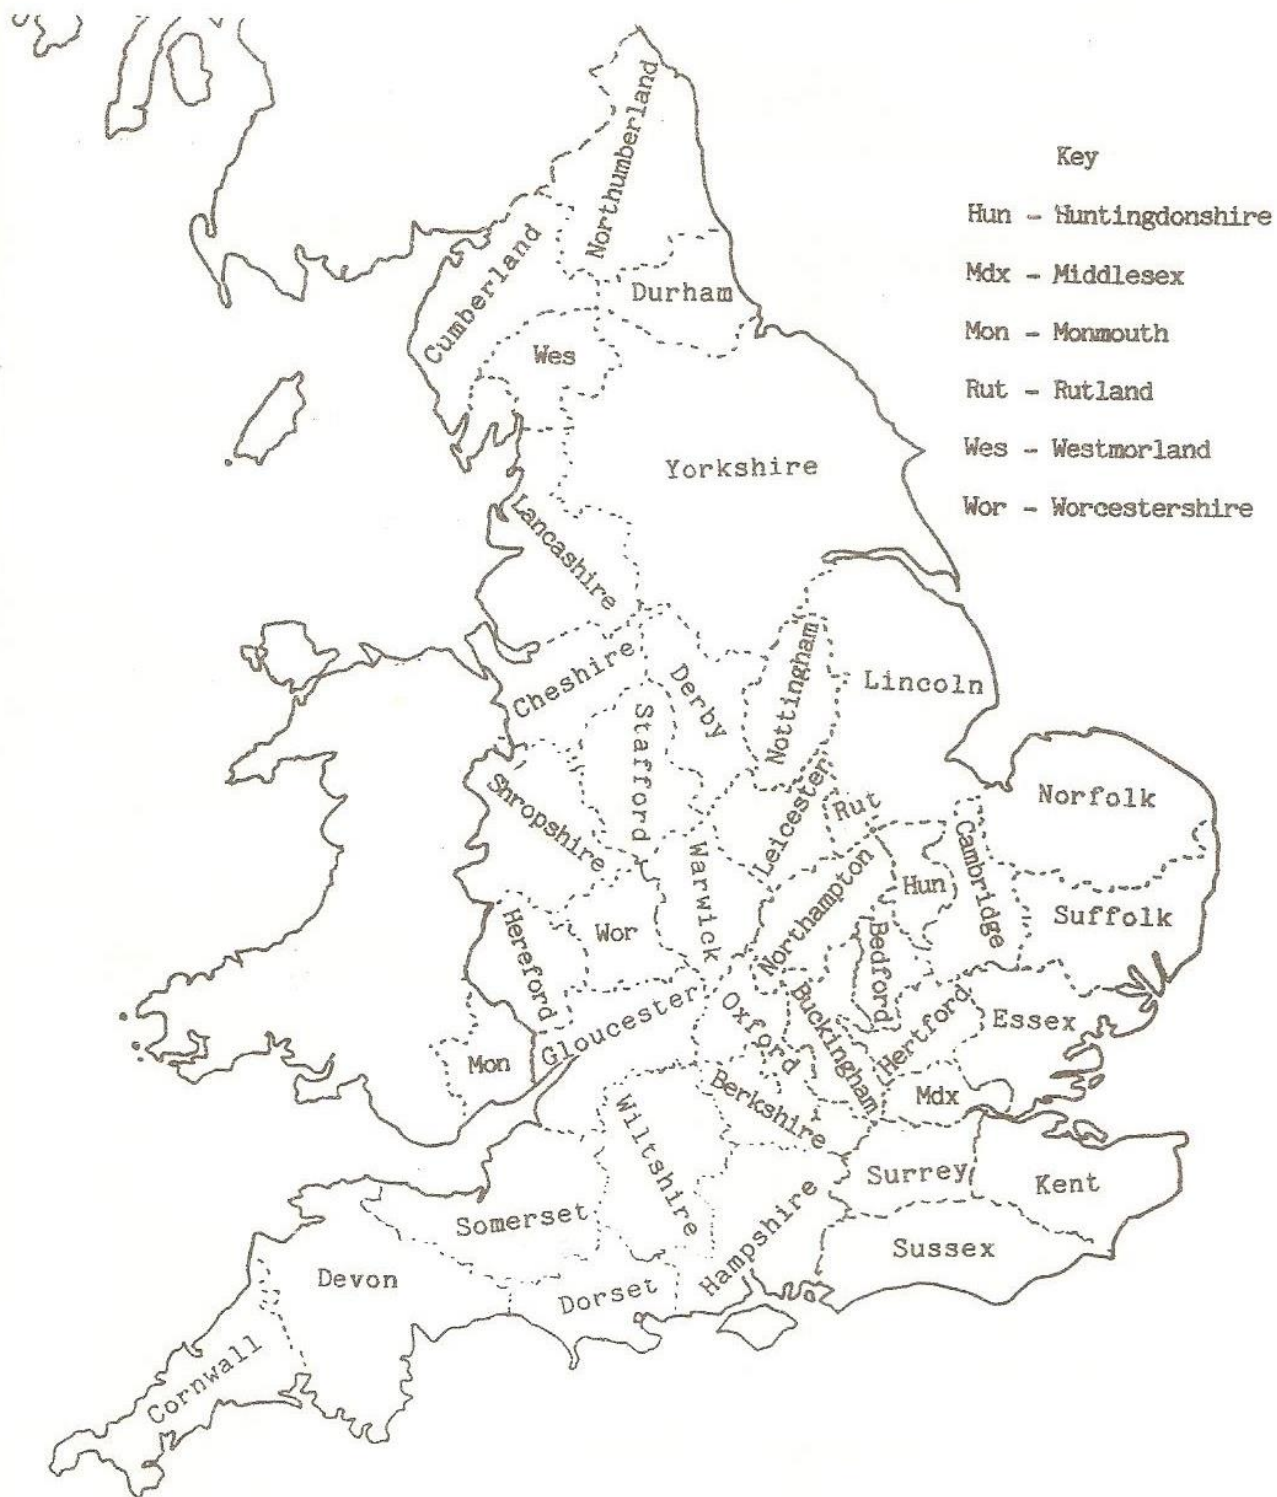 Key
Hun - Huntingdonshire
Mdx - Middlesex
Mon - Monmouth
Rut - Rutland
Wes - Westmorland
Wor - Worcestershire
Northumberland
Cumberland
Durham
Wes
Yorkshire
Lancashire
Cheshire
Derby
Nottingham
Lincoln
Stafford
Shropshire
Leicester
Rut
Norfolk
Warwick
Northampton
Hun
Cambridge
Suffolk
Hereford
Wor
Bedford
Gloucester
Oxford
Buckingham
Hertford
Essex
Mon
Berkshire
Mdx
Wiltshire
Surrey
Kent
Somerset
Hampshire
Sussex
Devon
Dorset
Cornwall